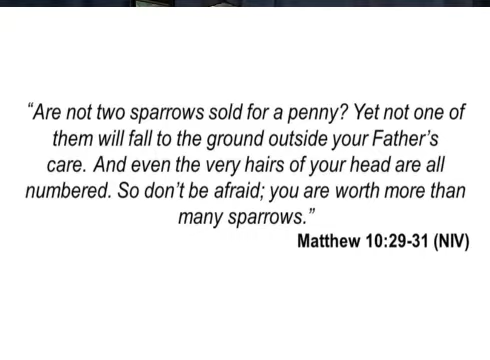 “Are not two sparrows sold for a penny? Yet not one of
them will fall to the ground outside your Father’s
care. And even the very hairs of your head are all
numbered. So don’t be afraid; you are worth more than
many sparrows.”
Matthew 10:29-31 (NIV)